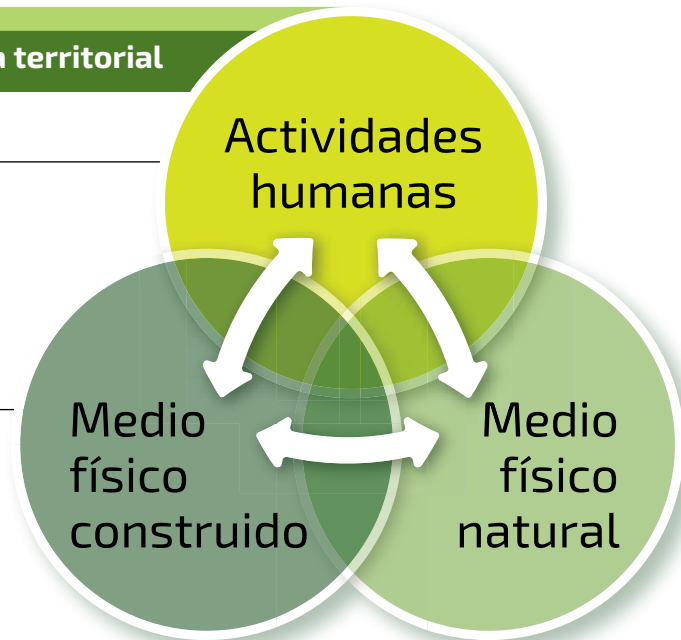 territorial
Actividades
humanas
Medio
físico
construido
Medio
físico
natural